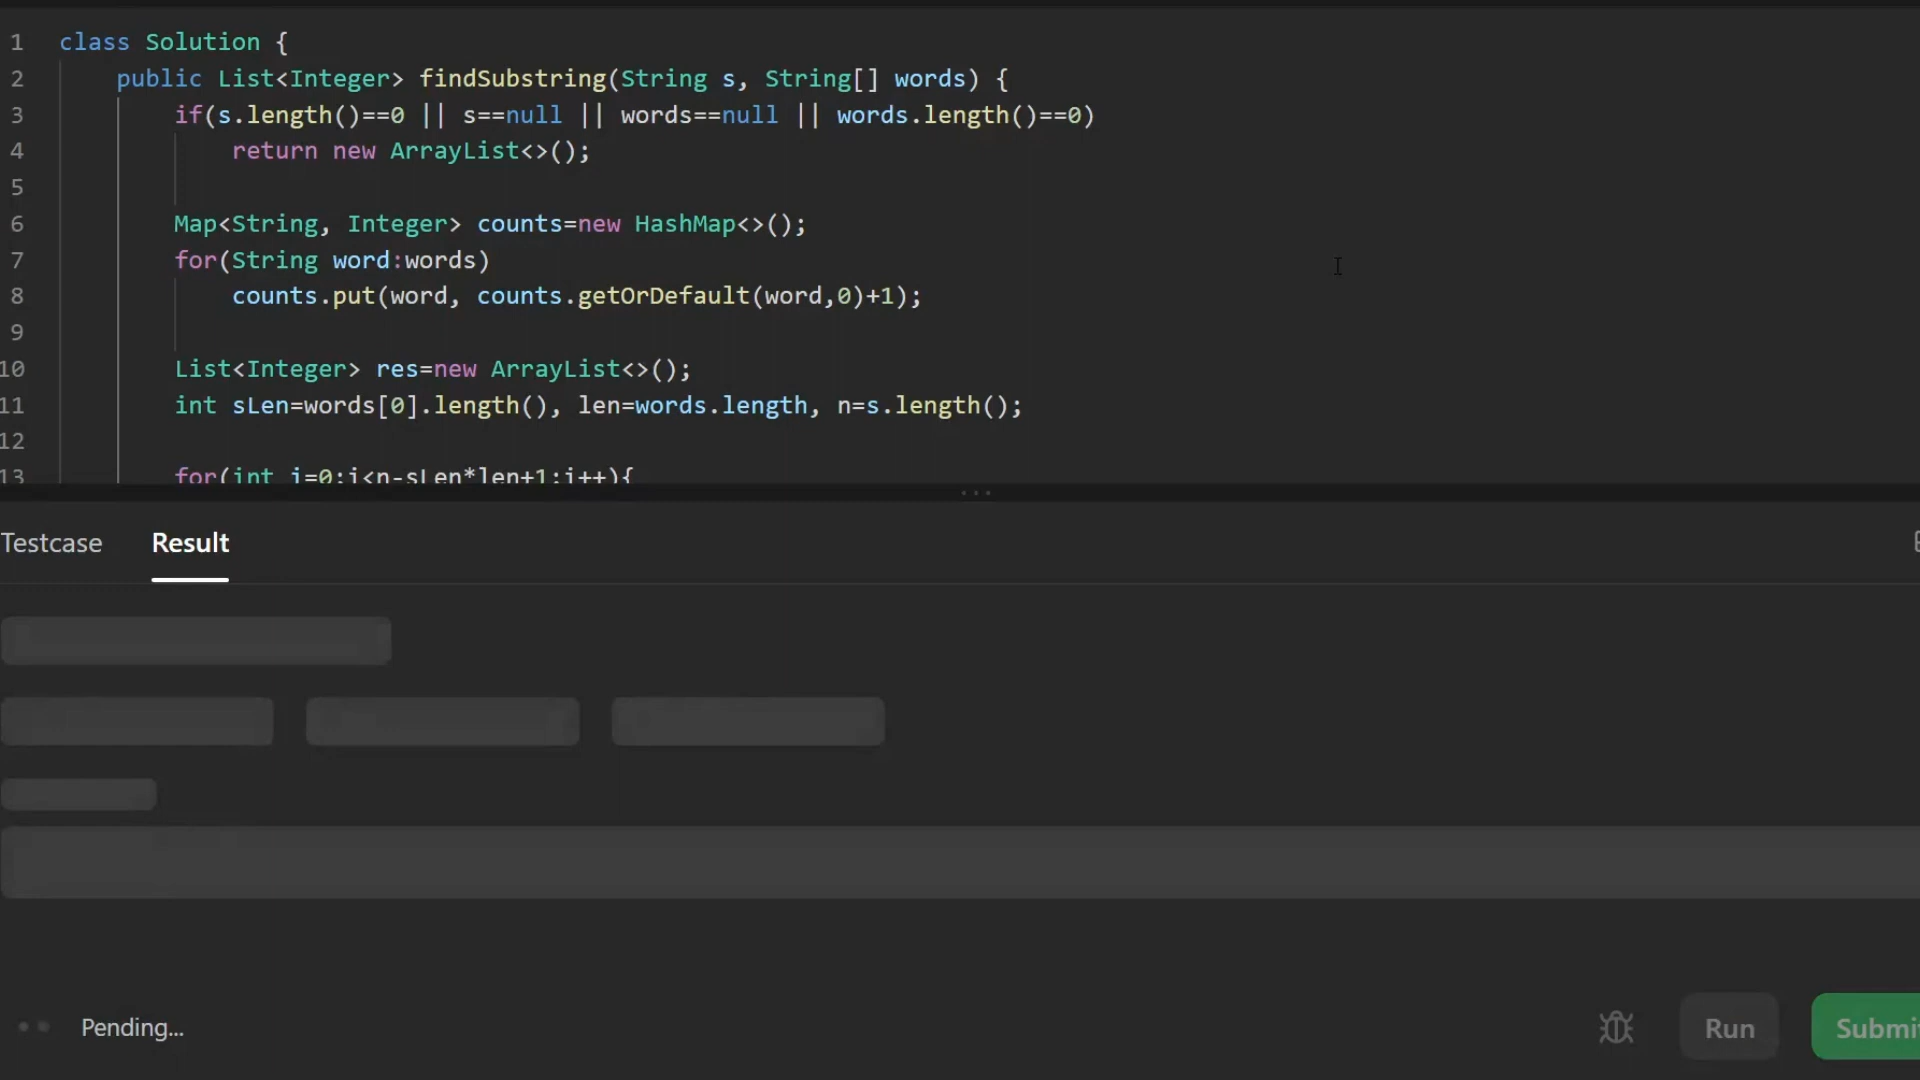 1 class Solution {
2 public List<Integer> findSubstring(String s, String[] words) {
3 if(s.length()==0 || s==null || words==null || words.length()==0)
4 return new ArrayList<>();
5
6 Map<String, Integer> counts=new HashMap<>();
7 for(String word:words)
8 counts.put(word, counts.getOrDefault(word,0)+1);
9
10 List<Integer> res=new ArrayList<>();
11 int sLen=words[0].length(), len=words.length, n=s.length();
12
13 for(int i=0;i<n-sLen*len+1;i++){
Testcase Result
Pending...
Run Submi